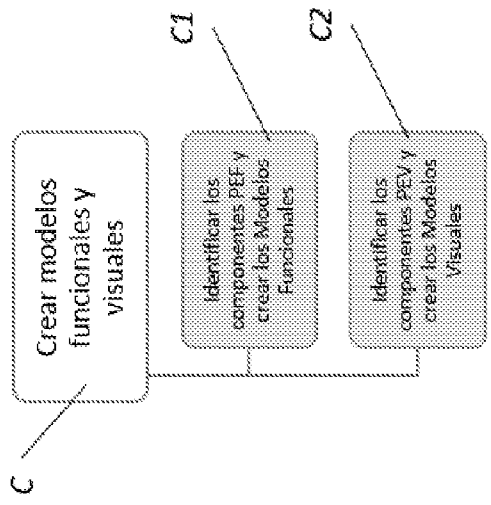 C
Crear modelos
funcionales y
visuales
C1
Identificar los
componentes PEF y
crear los Modelos
Funcionales
C2
Identificar los
componentes PEV y
crear los Modelos
Visuales